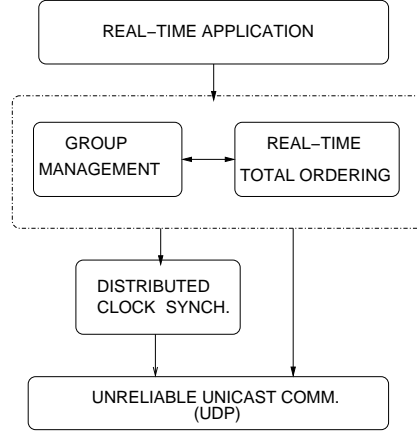 REAL−TIME APPLICATION
GROUP
MANAGEMENT
REAL−TIME
TOTAL ORDERING
DISTRIBUTED
CLOCK SYNCH.
UNRELIABLE UNICAST COMM.
(UDP)